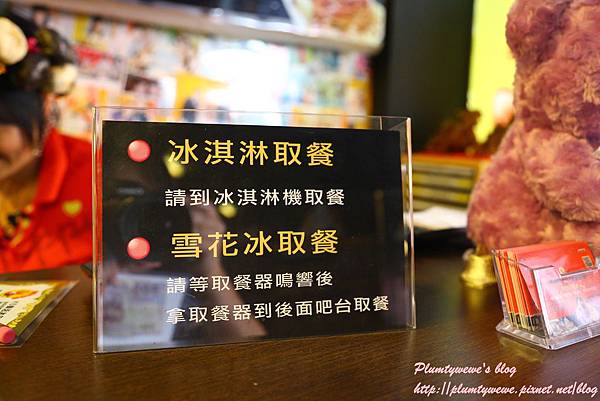 冰淇淋取餐
請到冰淇淋機取餐
雪花冰取餐
請等取餐器鳴響後
拿取餐器到後面吧台取餐
Plumtywewe's blog
http://plumtywewe.pixnet.net/blog